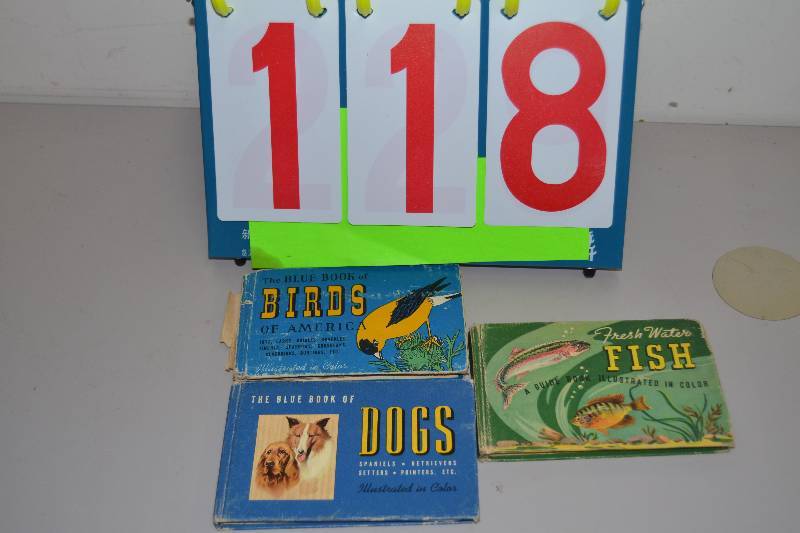 118
The BLUE BOOK of
BIRDS
OF AMERICA
Illustrated in Color
THE BLUE BOOK OF
DOGS
SPANIELS • RETRIEVERS
SETTERS • POINTERS, ETC.
Illustrated in Color
Fresh Water
FISH
A GUIDE BOOK ILLUSTRATED IN COLOR